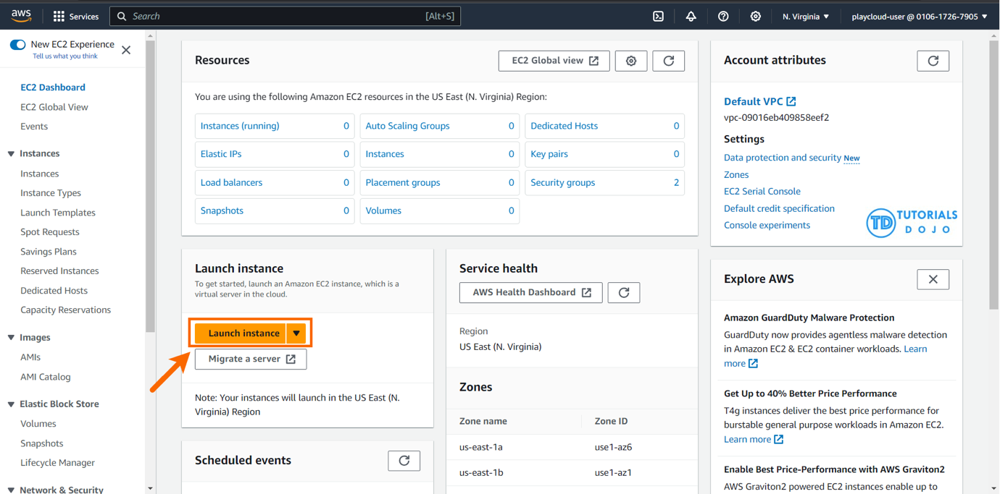 aws
Services
Search [Alt+S]
N. Virginia
playcloud-user @ 0106-1726-7905
New EC2 Experience
Tell us what you think
EC2 Dashboard
EC2 Global View
Events
Instances
Instances
Instance Types
Launch Templates
Spot Requests
Savings Plans
Reserved Instances
Dedicated Hosts
Capacity Reservations
Images
AMIs
AMI Catalog
Elastic Block Store
Volumes
Snapshots
Lifecycle Manager
Network & Security
Resources
EC2 Global view
You are using the following Amazon EC2 resources in the US East (N. Virginia) Region:
Instances (running) 0
Auto Scaling Groups 0
Dedicated Hosts 0
Elastic IPs 0
Instances 0
Key pairs 0
Load balancers 0
Placement groups 0
Security groups 2
Snapshots 0
Volumes 0
Launch instance
To get started, launch an Amazon EC2 instance, which is a
virtual server in the cloud.
Launch instance
Migrate a server
Note: Your instances will launch in the US East (N.
Virginia) Region
Scheduled events
Service health
AWS Health Dashboard
Region
US East (N. Virginia)
Zones
Zone name Zone ID
us-east-1a use1-az6
us-east-1b use1-az1
Account attributes
Default VPC
vpc-09016eb409858eef2
Settings
Data protection and security New
Zones
EC2 Serial Console
Default credit specification
Console experiments
TD TUTORIALS
DOJO
Explore AWS
Amazon GuardDuty Malware Protection
GuardDuty now provides agentless malware detection
in Amazon EC2 & EC2 container workloads. Learn
more
Get Up to 40% Better Price Performance
T4g instances deliver the best price performance for
burstable general purpose workloads in Amazon EC2.
Learn more
Enable Best Price-Performance with AWS Graviton2
AWS Graviton2 powered EC2 instances enable up to